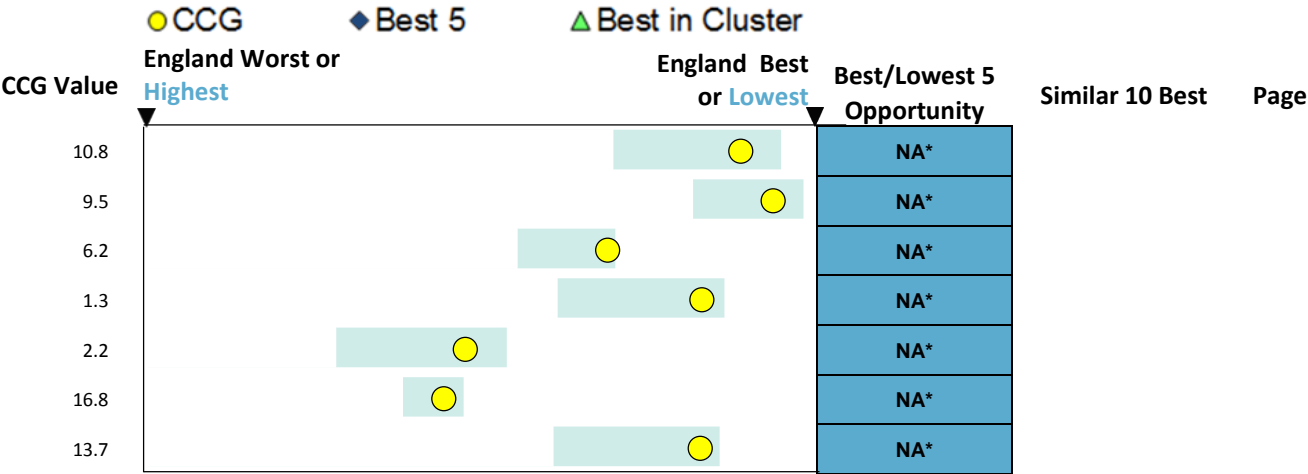 CCG Best 5 Best in Cluster
CCG Value England Worst or Highest England Best or Lowest Best/Lowest 5 Opportunity Similar 10 Best Page
10.8 NA*
9.5 NA*
6.2 NA*
1.3 NA*
2.2 NA*
16.8 NA*
13.7 NA*